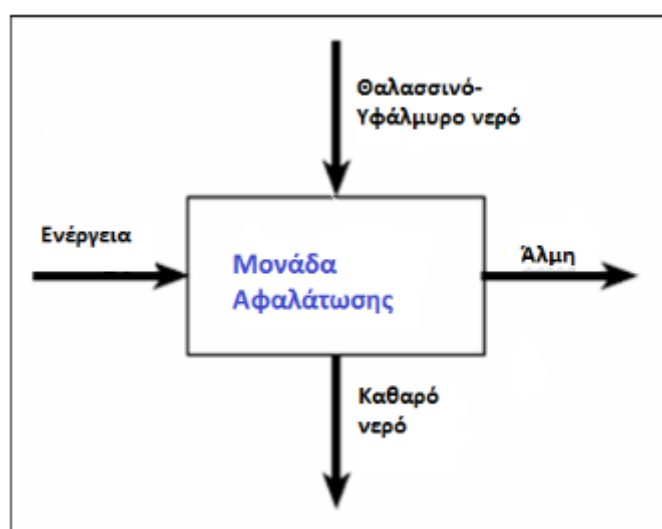 Θαλασσινό-
Υφάλμυρο νερό
Ενέργεια
Μονάδα
Αφαλάτωσης
Άλμη
Καθαρό
νερό